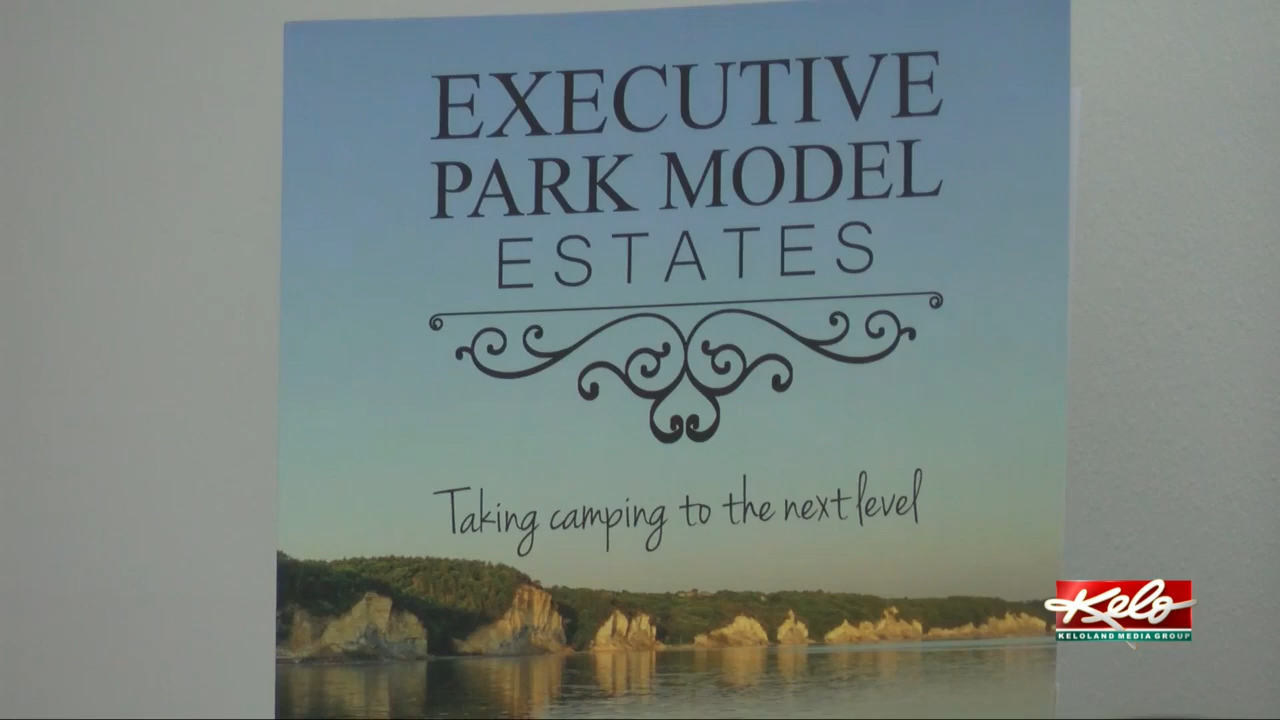 EXECUTIVE
PARK MODEL
ESTATES
Taking camping to the next level
Kelo
KELOLAND MEDIA GROUP